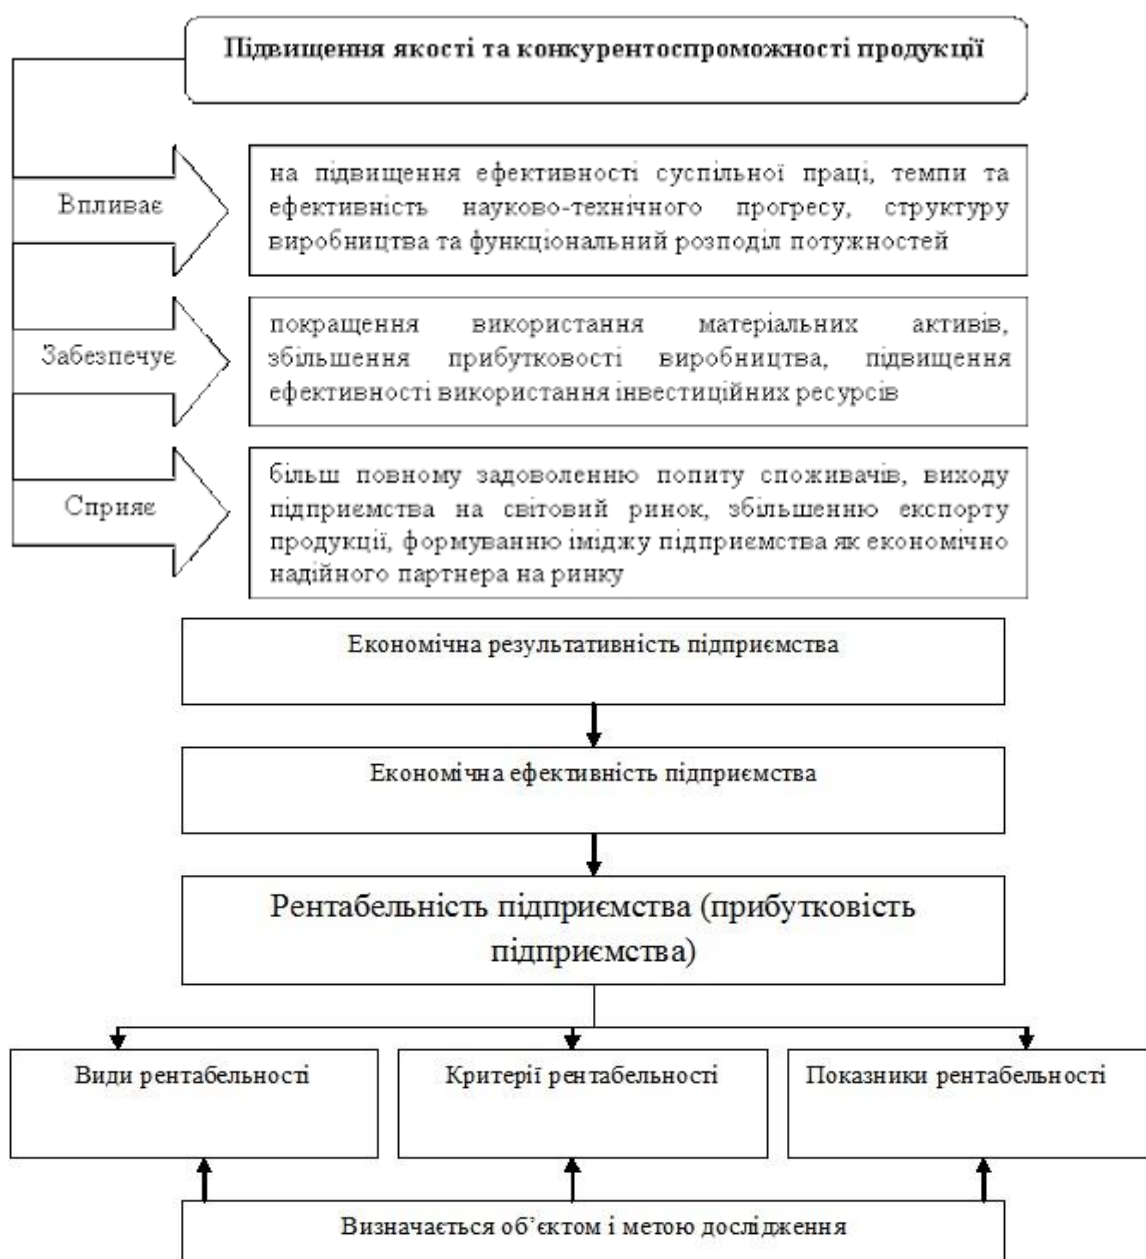 Підвищення якості та конкурентоспроможності продукції
Впливає
на підвищення ефективності суспільної праці, темпи та
ефективність науково-технічного прогресу, структуру
виробництва та функціональний розподіл потужностей
Забезпечує
покращення використання матеріальних активів,
збільшення прибутковості виробництва, підвищення
ефективності використання інвестиційних ресурсів
Сприяє
більш повному задоволенню попиту споживачів, виходу
підприємства на світовий ринок, збільшенню експорту
продукції, формуванню іміджу підприємства як економічно
надійного партнера на ринку
Економічна результативність підприємства
Економічна ефективність підприємства
Рентабельність підприємства (прибутковість
підприємства)
Види рентабельності
Критерії рентабельності
Показники рентабельності
Визначається об’єктом і метою дослідження